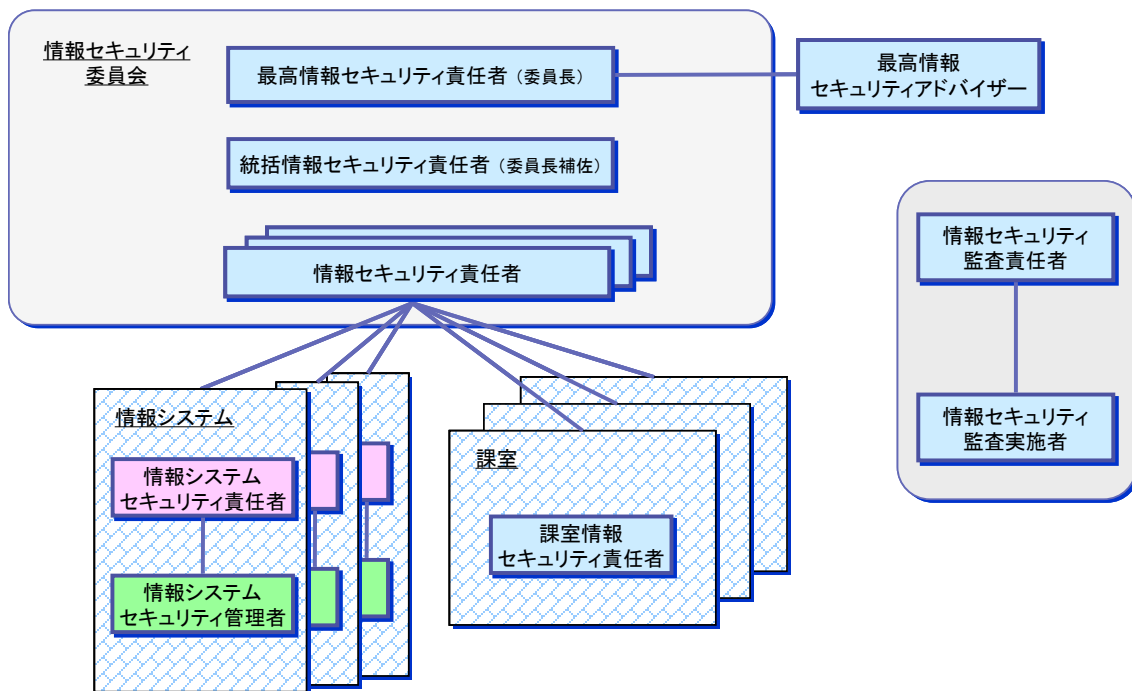 情報セキュリティ
委員会
最高情報セキュリティ責任者（委員長）
最高情報
セキュリティアドバイザー
統括情報セキュリティ責任者（委員長補佐）
情報セキュリティ責任者
情報セキュリティ
監査責任者
情報セキュリティ
監査実施者
情報システム
情報システム
セキュリティ責任者
情報システム
セキュリティ管理者
課室
課室情報
セキュリティ責任者